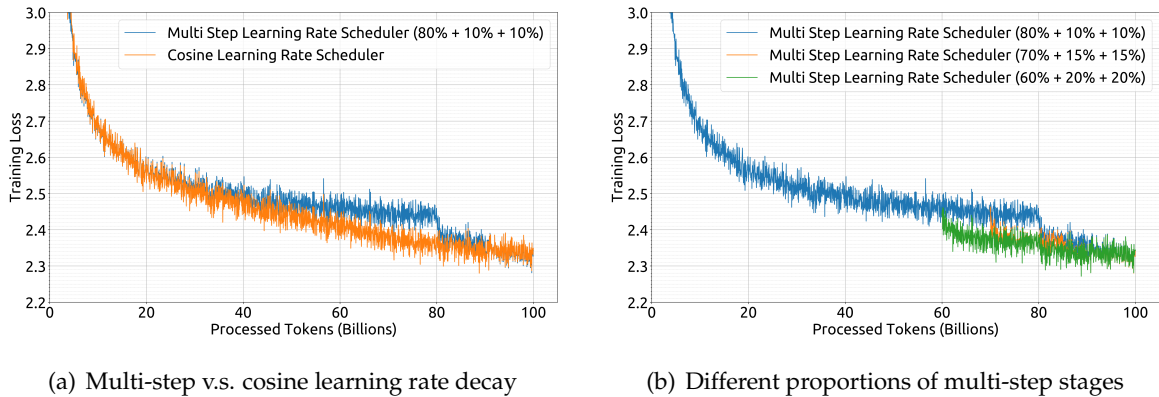 3.0
2.9
2.8
2.7
2.6
2.5
2.4
2.3
2.2
Training Loss
0
20
40
60
80
100
Processed Tokens (Billions)
Multi Step Learning Rate Scheduler (80% + 10% + 10%)
Cosine Learning Rate Scheduler
(a) Multi-step v.s. cosine learning rate decay
3.0
2.9
2.8
2.7
2.6
2.5
2.4
2.3
2.2
Training Loss
0
20
40
60
80
100
Processed Tokens (Billions)
Multi Step Learning Rate Scheduler (80% + 10% + 10%)
Multi Step Learning Rate Scheduler (70% + 15% + 15%)
Multi Step Learning Rate Scheduler (60% + 20% + 20%)
(b) Different proportions of multi-step stages